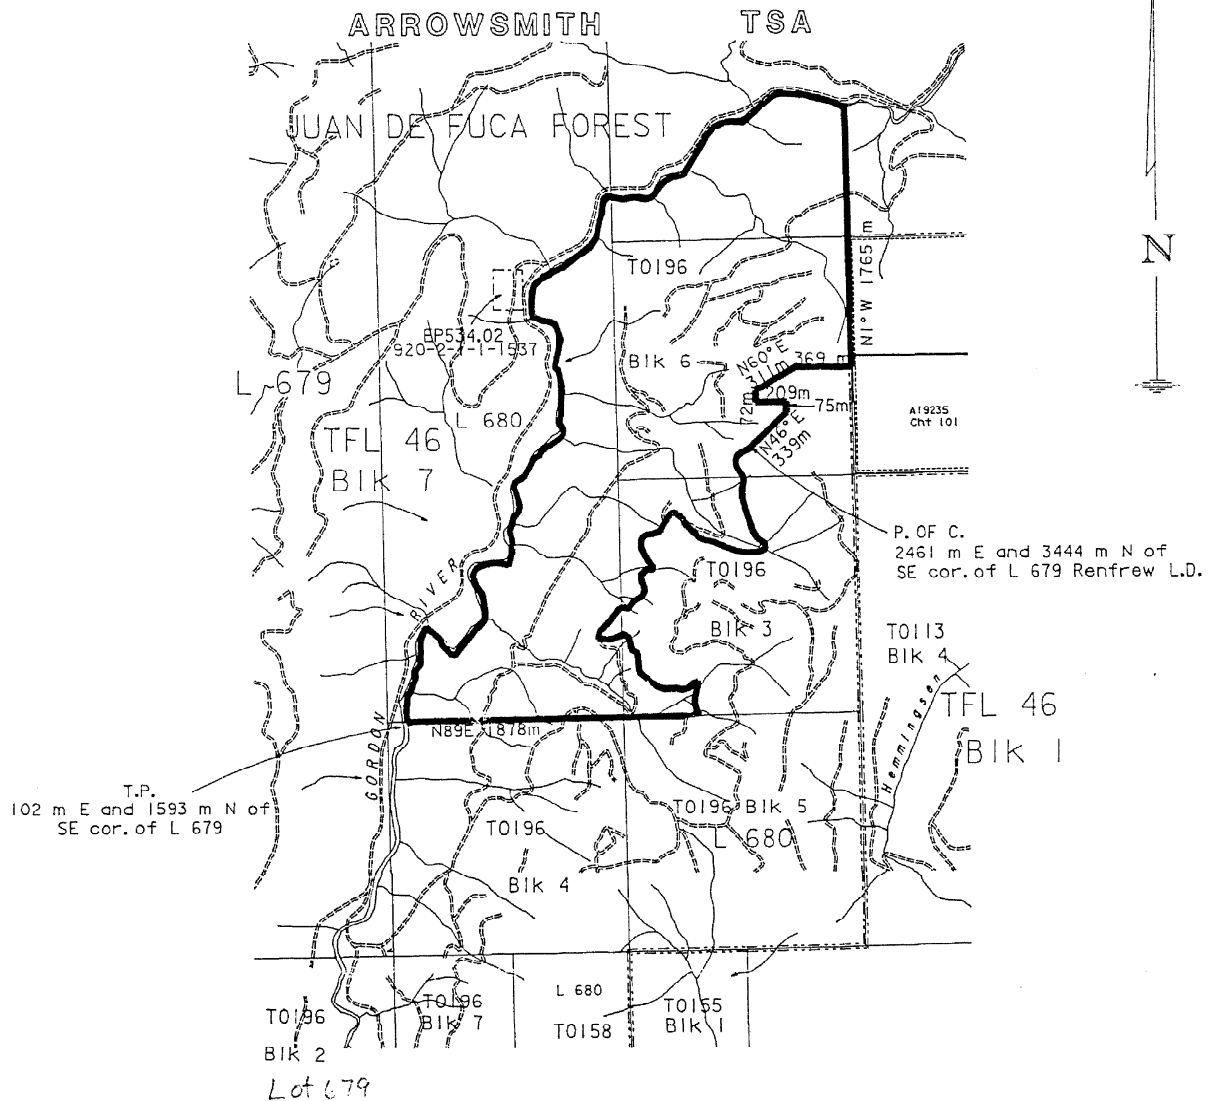 ARROWSMITH TSA
JUAN DE FUCA FOREST
N
T0196
N1°W 1765 m
EP534.02
920-2-1-1-1537
Blk 6
N60°E
311m
369 m
L 679
72m
209m
75m
A19235
Cht 101
L 680
TFL 46
Blk 7
N46°E
339m
P. OF C.
2461 m E and 3444 m N of
SE cor. of L 679 Renfrew L.D.
T0196
RIVER
Blk 3
T0113
Blk 4
Hemmingsen
TFL 46
Blk 1
N89E 1878m
GORDON
T.P.
102 m E and 1593 m N of
SE cor. of L 679
T0196 Blk 5
T0196
L 680
Blk 4
L 680
T0196
Blk 7
T0155
Blk 1
T0196
T0158
Blk 2
Lot 679